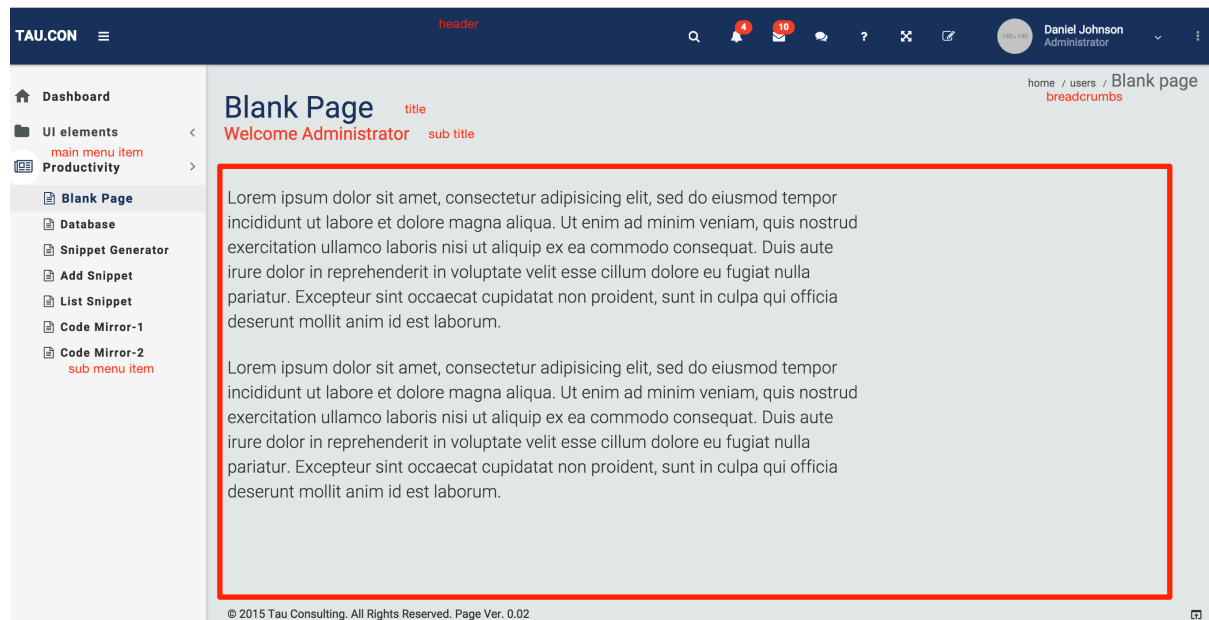 TAU.CON
header
4
10
?
140 x 140
Daniel Johnson
Administrator
Dashboard
UI elements
main menu item
Productivity
Blank Page
Database
Snippet Generator
Add Snippet
List Snippet
Code Mirror-1
Code Mirror-2
sub menu item
home / users / Blank page
breadcrumbs
Blank Page title
Welcome Administrator sub title
Lorem ipsum dolor sit amet, consectetur adipisicing elit, sed do eiusmod tempor
incididunt ut labore et dolore magna aliqua. Ut enim ad minim veniam, quis nostrud
exercitation ullamco laboris nisi ut aliquip ex ea commodo consequat. Duis aute
irure dolor in reprehenderit in voluptate velit esse cillum dolore eu fugiat nulla
pariatur. Excepteur sint occaecat cupidatat non proident, sunt in culpa qui officia
deserunt mollit anim id est laborum.
Lorem ipsum dolor sit amet, consectetur adipisicing elit, sed do eiusmod tempor
incididunt ut labore et dolore magna aliqua. Ut enim ad minim veniam, quis nostrud
exercitation ullamco laboris nisi ut aliquip ex ea commodo consequat. Duis aute
irure dolor in reprehenderit in voluptate velit esse cillum dolore eu fugiat nulla
pariatur. Excepteur sint occaecat cupidatat non proident, sunt in culpa qui officia
deserunt mollit anim id est laborum.
© 2015 Tau Consulting. All Rights Reserved. Page Ver. 0.02